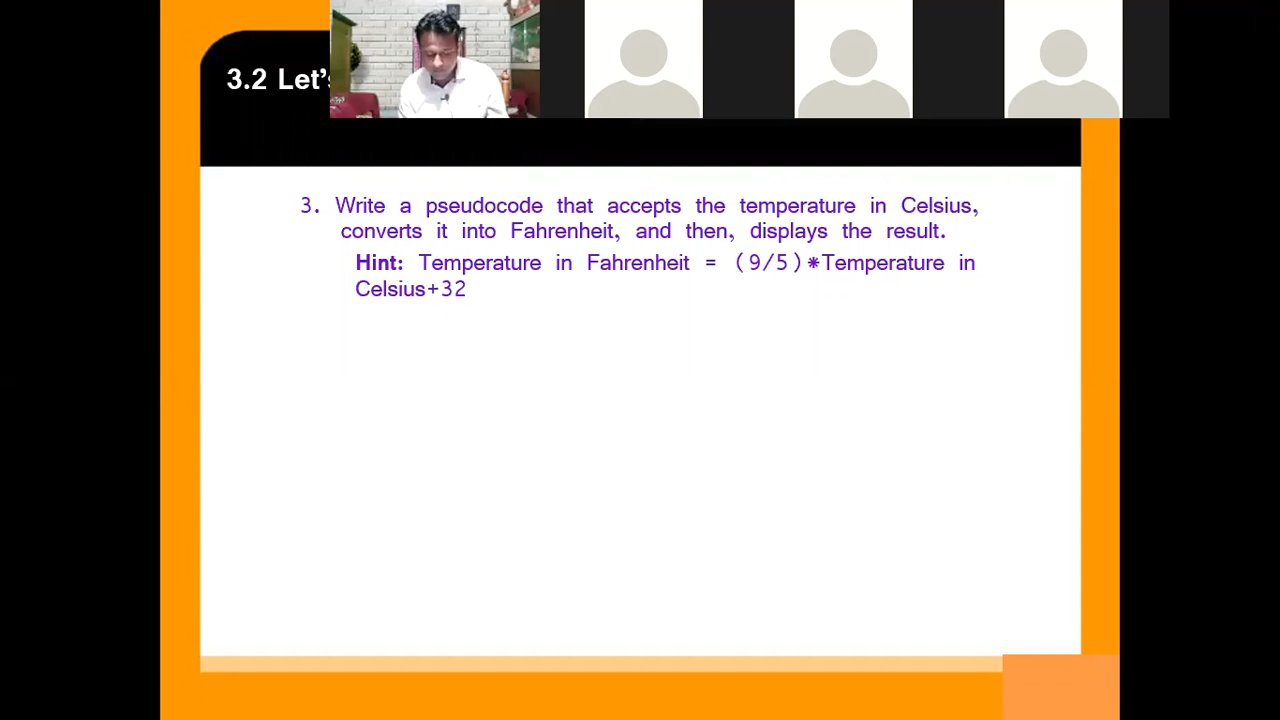 3.2 Let's
3. Write a pseudocode that accepts the temperature in Celsius,
converts it into Fahrenheit, and then, displays the result.
Hint: Temperature in Fahrenheit = (9/5)*Temperature in
Celsius+32